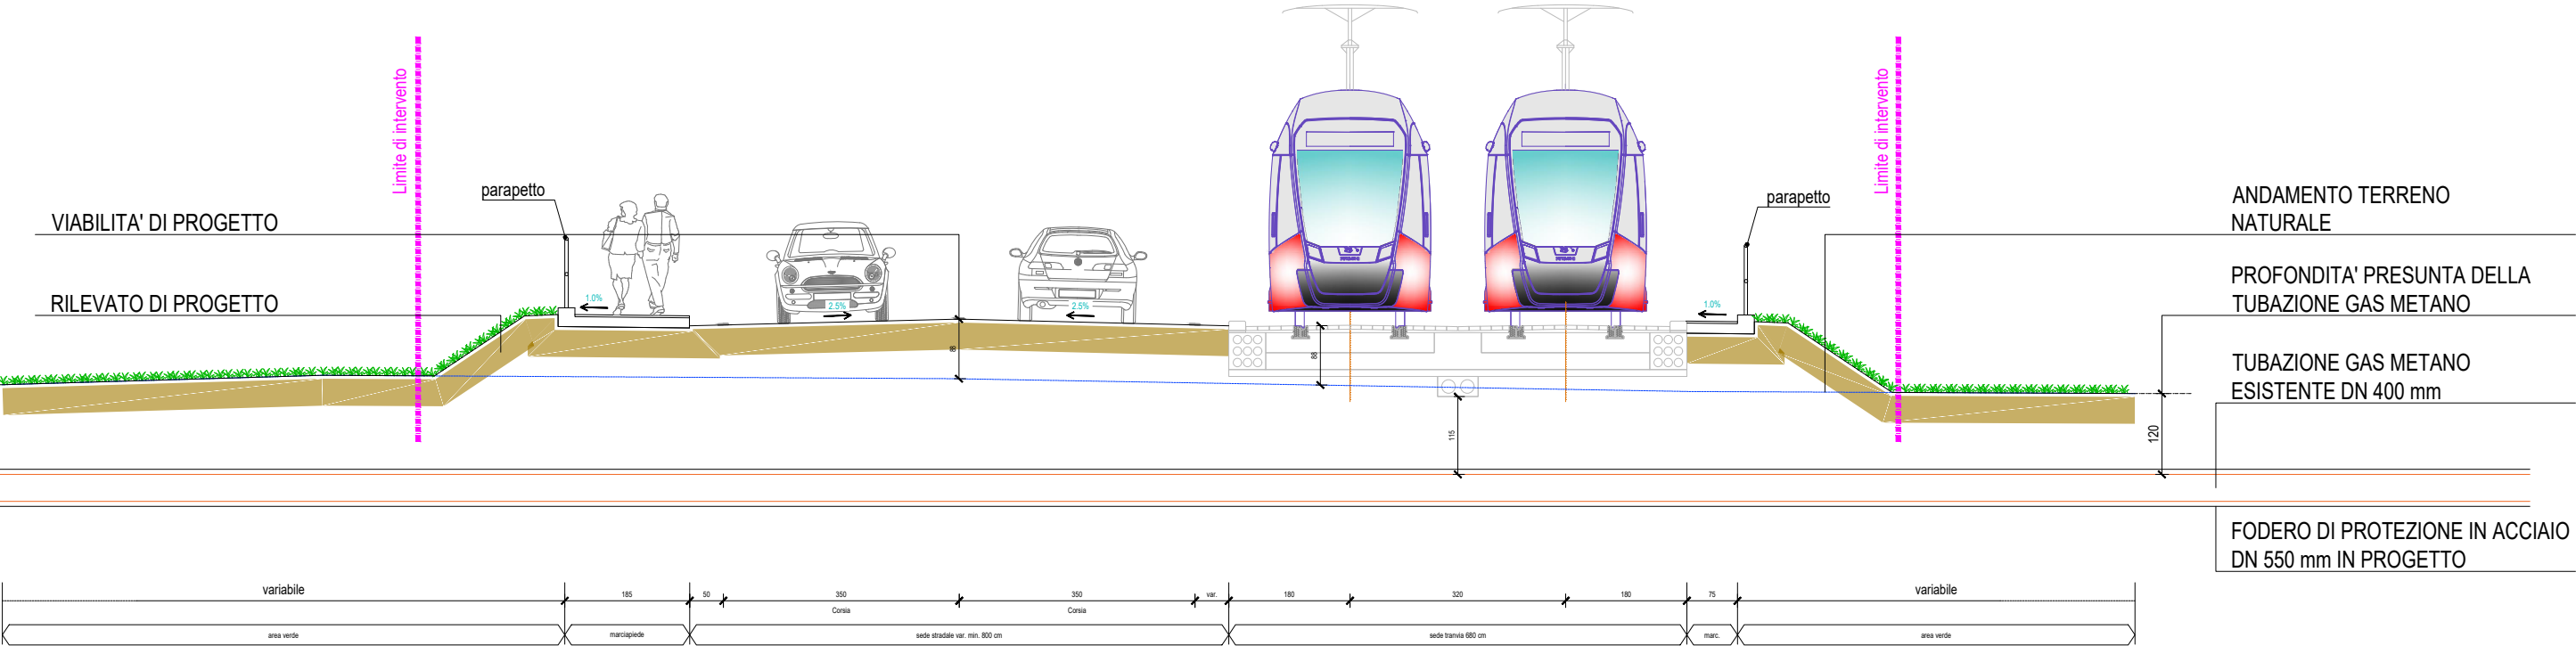 Limite di intervento
Limite di intervento
parapetto
parapetto
VIABILITA' DI PROGETTO
RILEVATO DI PROGETTO
ANDAMENTO TERRENO
NATURALE
PROFONDITA' PRESUNTA DELLA
TUBAZIONE GAS METANO
TUBAZIONE GAS METANO
ESISTENTE DN 400 mm
FODERO DI PROTEZIONE IN ACCIAIO
DN 550 mm IN PROGETTO
1.0%
2.5%
2.5%
1.0%
88
115
120
variabile
185
50
350
350
var.
180
320
180
75
variabile
Corsia
Corsia
area verde
marciapiede
sede stradale var. min. 800 cm
sede tranvia 680 cm
marc.
area verde